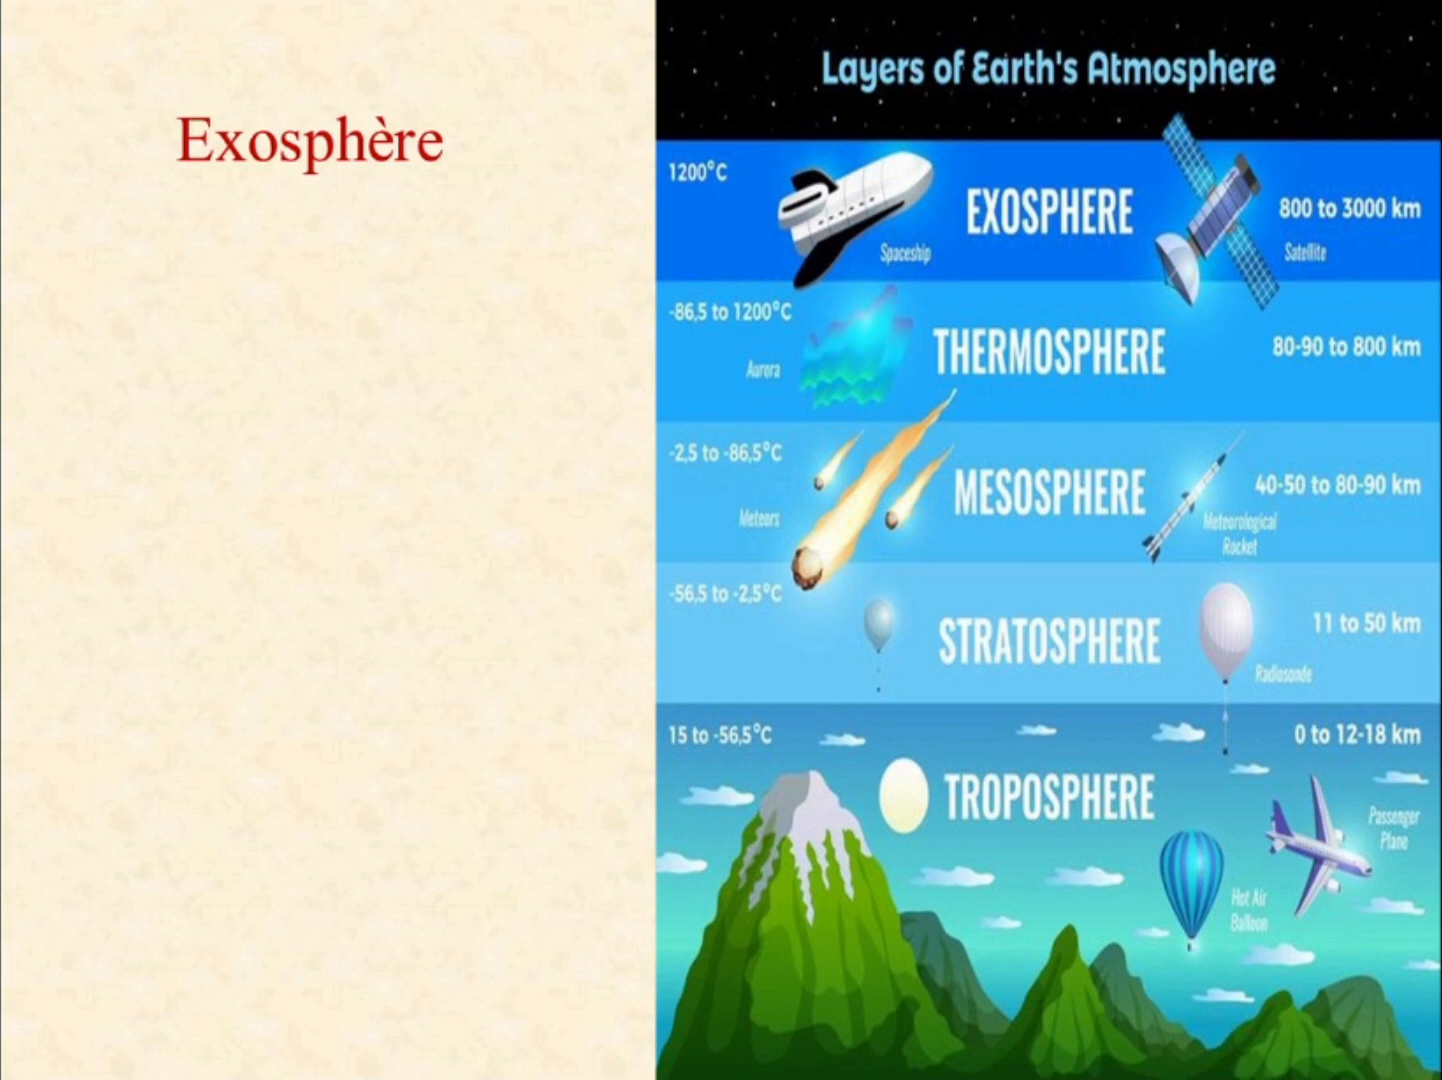 Exosphère
Layers of Earth's Atmosphere
1200°C
EXOSPHERE
800 to 3000 km
Spaceship
Satellite
-86,5 to 1200°C
THERMOSPHERE
80-90 to 800 km
Aurora
-2,5 to -86,5°C
MESOSPHERE
40-50 to 80-90 km
Meteors
Meteorological
Rocket
-56,5 to -2,5°C
STRATOSPHERE
11 to 50 km
Radiosonde
15 to -56,5°C
0 to 12-18 km
TROPOSPHERE
Passenger
Plane
Hot Air
Balloon